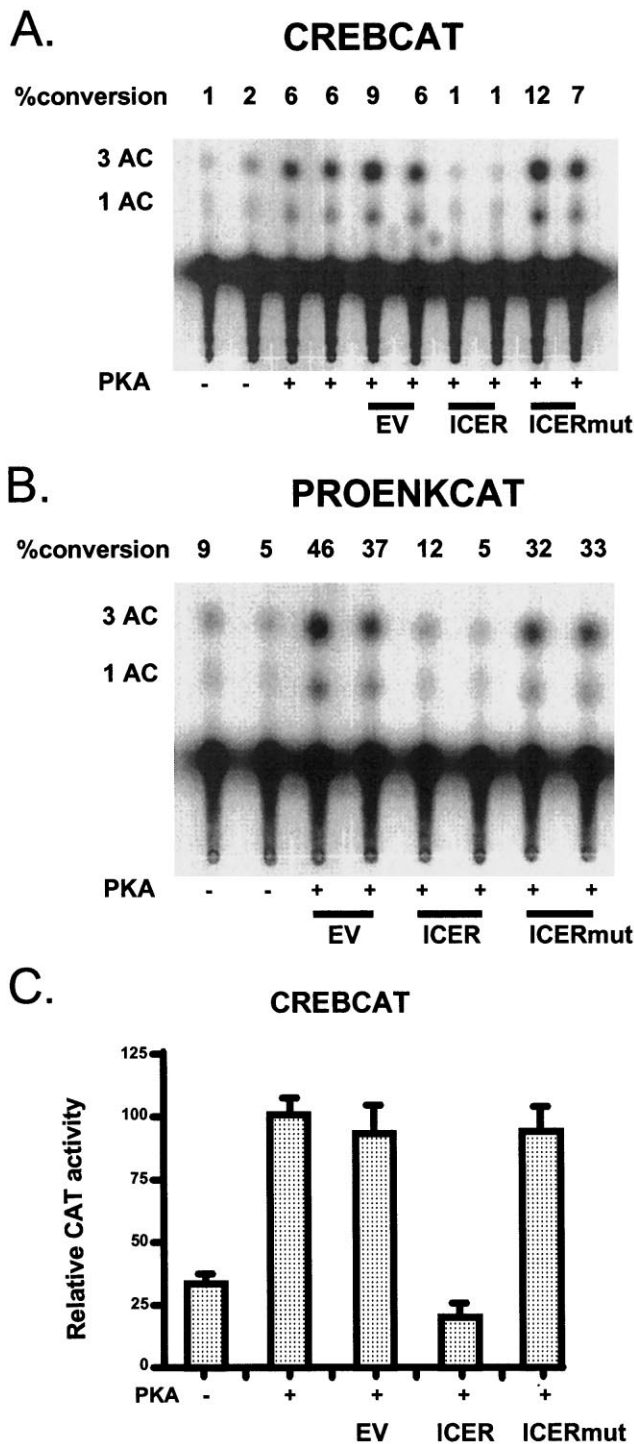 A.
CREBCAT
%conversion 1 2 6 6 9 6 1 1 12 7
3 AC
1 AC
PKA - - + + + + + + + +
EV ICER ICERmut
B.
PROENKCAT
%conversion 9 5 46 37 12 5 32 33
3 AC
1 AC
PKA - - + + + + + +
EV ICER ICERmut
C.
CREBCAT
Relative CAT activity
125
100
75
50
25
0
PKA - + + + +
EV ICER ICERmut